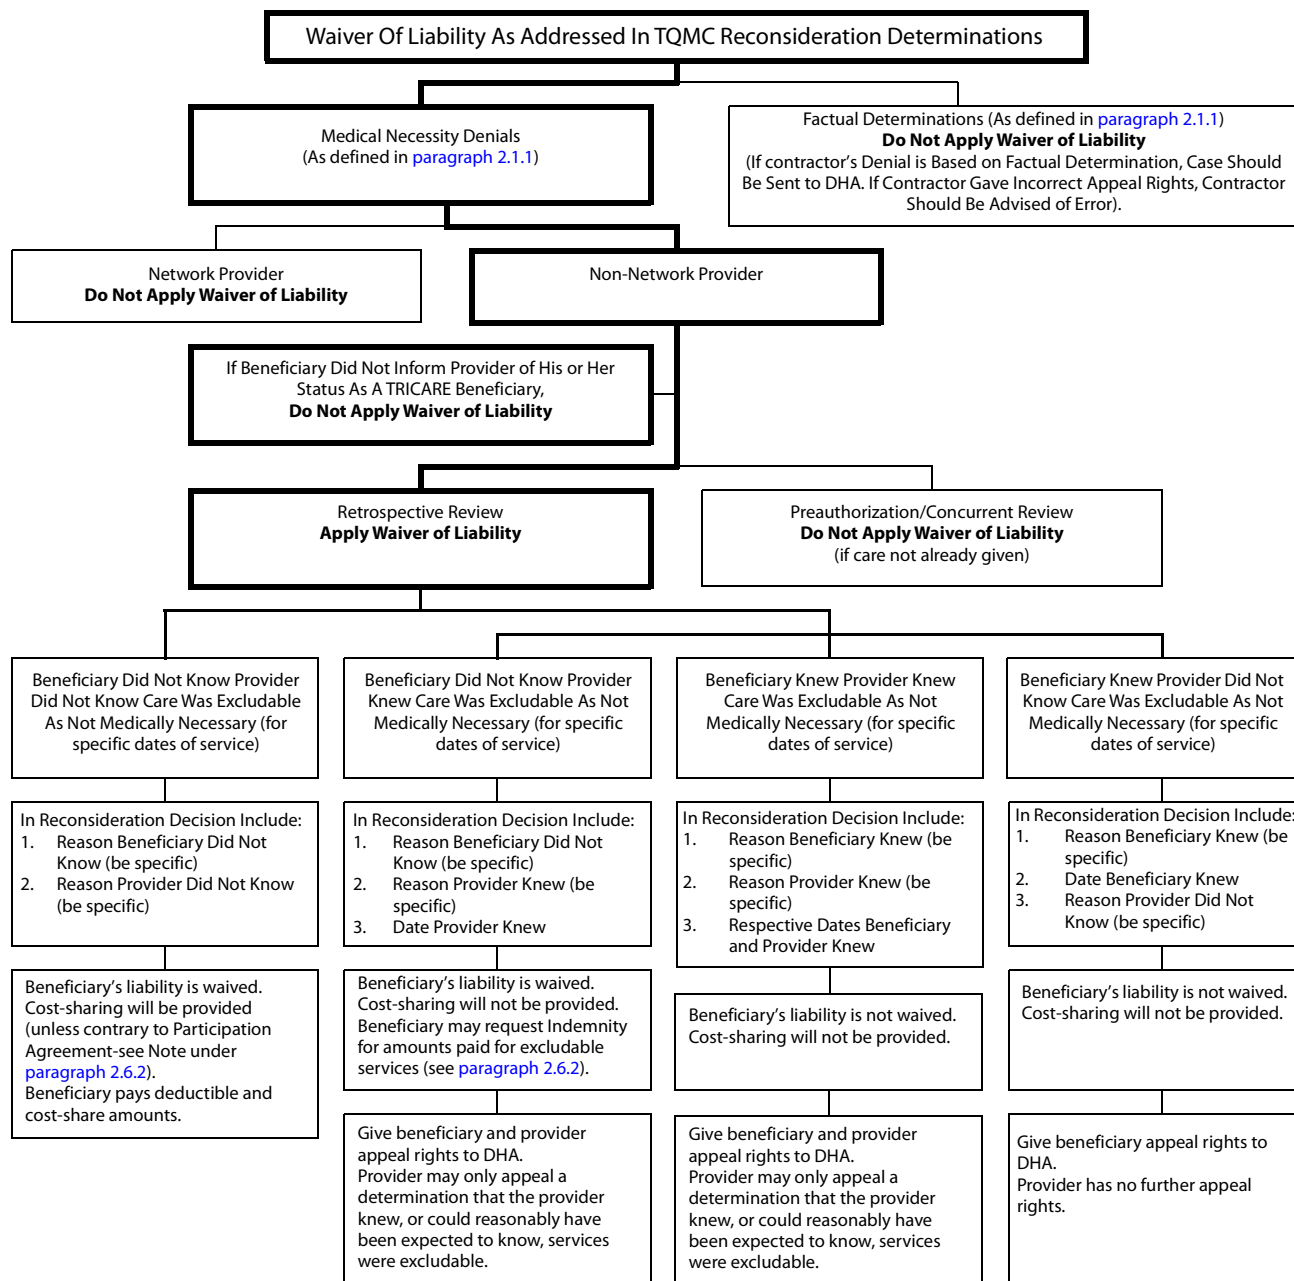 Waiver Of Liability As Addressed In TQMC Reconsideration Determinations
Medical Necessity Denials
(As defined in paragraph 2.1.1)
Factual Determinations (As defined in paragraph 2.1.1)
Do Not Apply Waiver of Liability
(If contractor’s Denial is Based on Factual Determination, Case Should
Be Sent to DHA. If Contractor Gave Incorrect Appeal Rights, Contractor
Should Be Advised of Error).
Network Provider
Do Not Apply Waiver of Liability
Non-Network Provider
If Beneficiary Did Not Inform Provider of His or Her
Status As A TRICARE Beneficiary,
Do Not Apply Waiver of Liability
Retrospective Review
Apply Waiver of Liability
Preauthorization/Concurrent Review
Do Not Apply Waiver of Liability
(if care not already given)
Beneficiary Did Not Know Provider
Did Not Know Care Was Excludable
As Not Medically Necessary (for
specific dates of service)
Beneficiary Did Not Know Provider
Knew Care Was Excludable As Not
Medically Necessary (for specific
dates of service)
Beneficiary Knew Provider Knew
Care Was Excludable As Not
Medically Necessary (for specific
dates of service)
Beneficiary Knew Provider Did Not
Know Care Was Excludable As Not
Medically Necessary (for specific
dates of service)
In Reconsideration Decision Include:
1. Reason Beneficiary Did Not
Know (be specific)
2. Reason Provider Did Not Know
(be specific)
In Reconsideration Decision Include:
1. Reason Beneficiary Did Not
Know (be specific)
2. Reason Provider Knew (be
specific)
3. Date Provider Knew
In Reconsideration Decision Include:
1. Reason Beneficiary Knew (be
specific)
2. Reason Provider Knew (be
specific)
3. Respective Dates Beneficiary
and Provider Knew
In Reconsideration Decision Include:
1. Reason Beneficiary Knew (be
specific)
2. Date Beneficiary Knew
3. Reason Provider Did Not
Know (be specific)
Beneficiary’s liability is waived.
Cost-sharing will be provided
(unless contrary to Participation
Agreement-see Note under
paragraph 2.6.2).
Beneficiary pays deductible and
cost-share amounts.
Beneficiary’s liability is waived.
Cost-sharing will not be provided.
Beneficiary may request Indemnity
for amounts paid for excludable
services (see paragraph 2.6.2).
Beneficiary’s liability is not waived.
Cost-sharing will not be provided.
Beneficiary’s liability is not waived.
Cost-sharing will not be provided.
Give beneficiary and provider
appeal rights to DHA.
Provider may only appeal a
determination that the provider
knew, or could reasonably have
been expected to know, services
were excludable.
Give beneficiary and provider
appeal rights to DHA.
Provider may only appeal a
determination that the provider
knew, or could reasonably have
been expected to know, services
were excludable.
Give beneficiary appeal rights to
DHA.
Provider has no further appeal
rights.